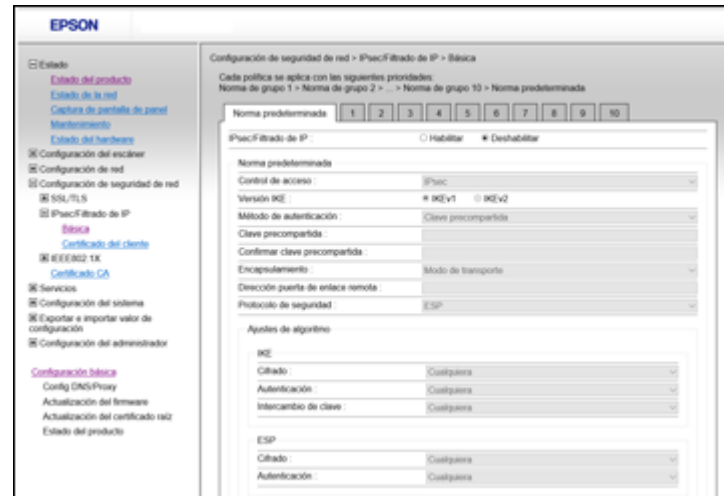 EPSON
Estado
Estado del producto
Estado de la red
Captura de pantalla de panel
Mantenimiento
Estado del hardware
Configuración del escáner
Configuración de red
Configuración de seguridad de red
SSL/TLS
IPsec/Filtrado de IP
Básica
Certificado del cliente
IEEE802.1X
Certificado CA
Servicios
Configuración del sistema
Exportar e importar valor de
configuración
Configuración del administrador
Configuración básica
Config DNS/Proxy
Actualización del firmware
Actualización del certificado raíz
Estado del producto
Configuración de seguridad de red > IPsec/Filtrado de IP > Básica
Cada política se aplica con las siguientes prioridades:
Norma de grupo 1 > Norma de grupo 2 > ... > Norma de grupo 10 > Norma predeterminada
Norma predeterminada 1 2 3 4 5 6 7 8 9 10
IPsec/Filtrado de IP : Habilitar Deshabilitar
Norma predeterminada
Control de acceso : IPsec
Versión IKE : IKEv1 IKEv2
Método de autenticación : Clave precompartida
Clave precompartida :
Confirmar clave precompartida :
Encapsulamiento : Modo de transporte
Dirección puerta de enlace remota :
Protocolo de seguridad : ESP
Ajustes de algoritmo
IKE
Cifrado : Cualquiera
Autenticación : Cualquiera
Intercambio de clave : Cualquiera
ESP
Cifrado : Cualquiera
Autenticación : Cualquiera